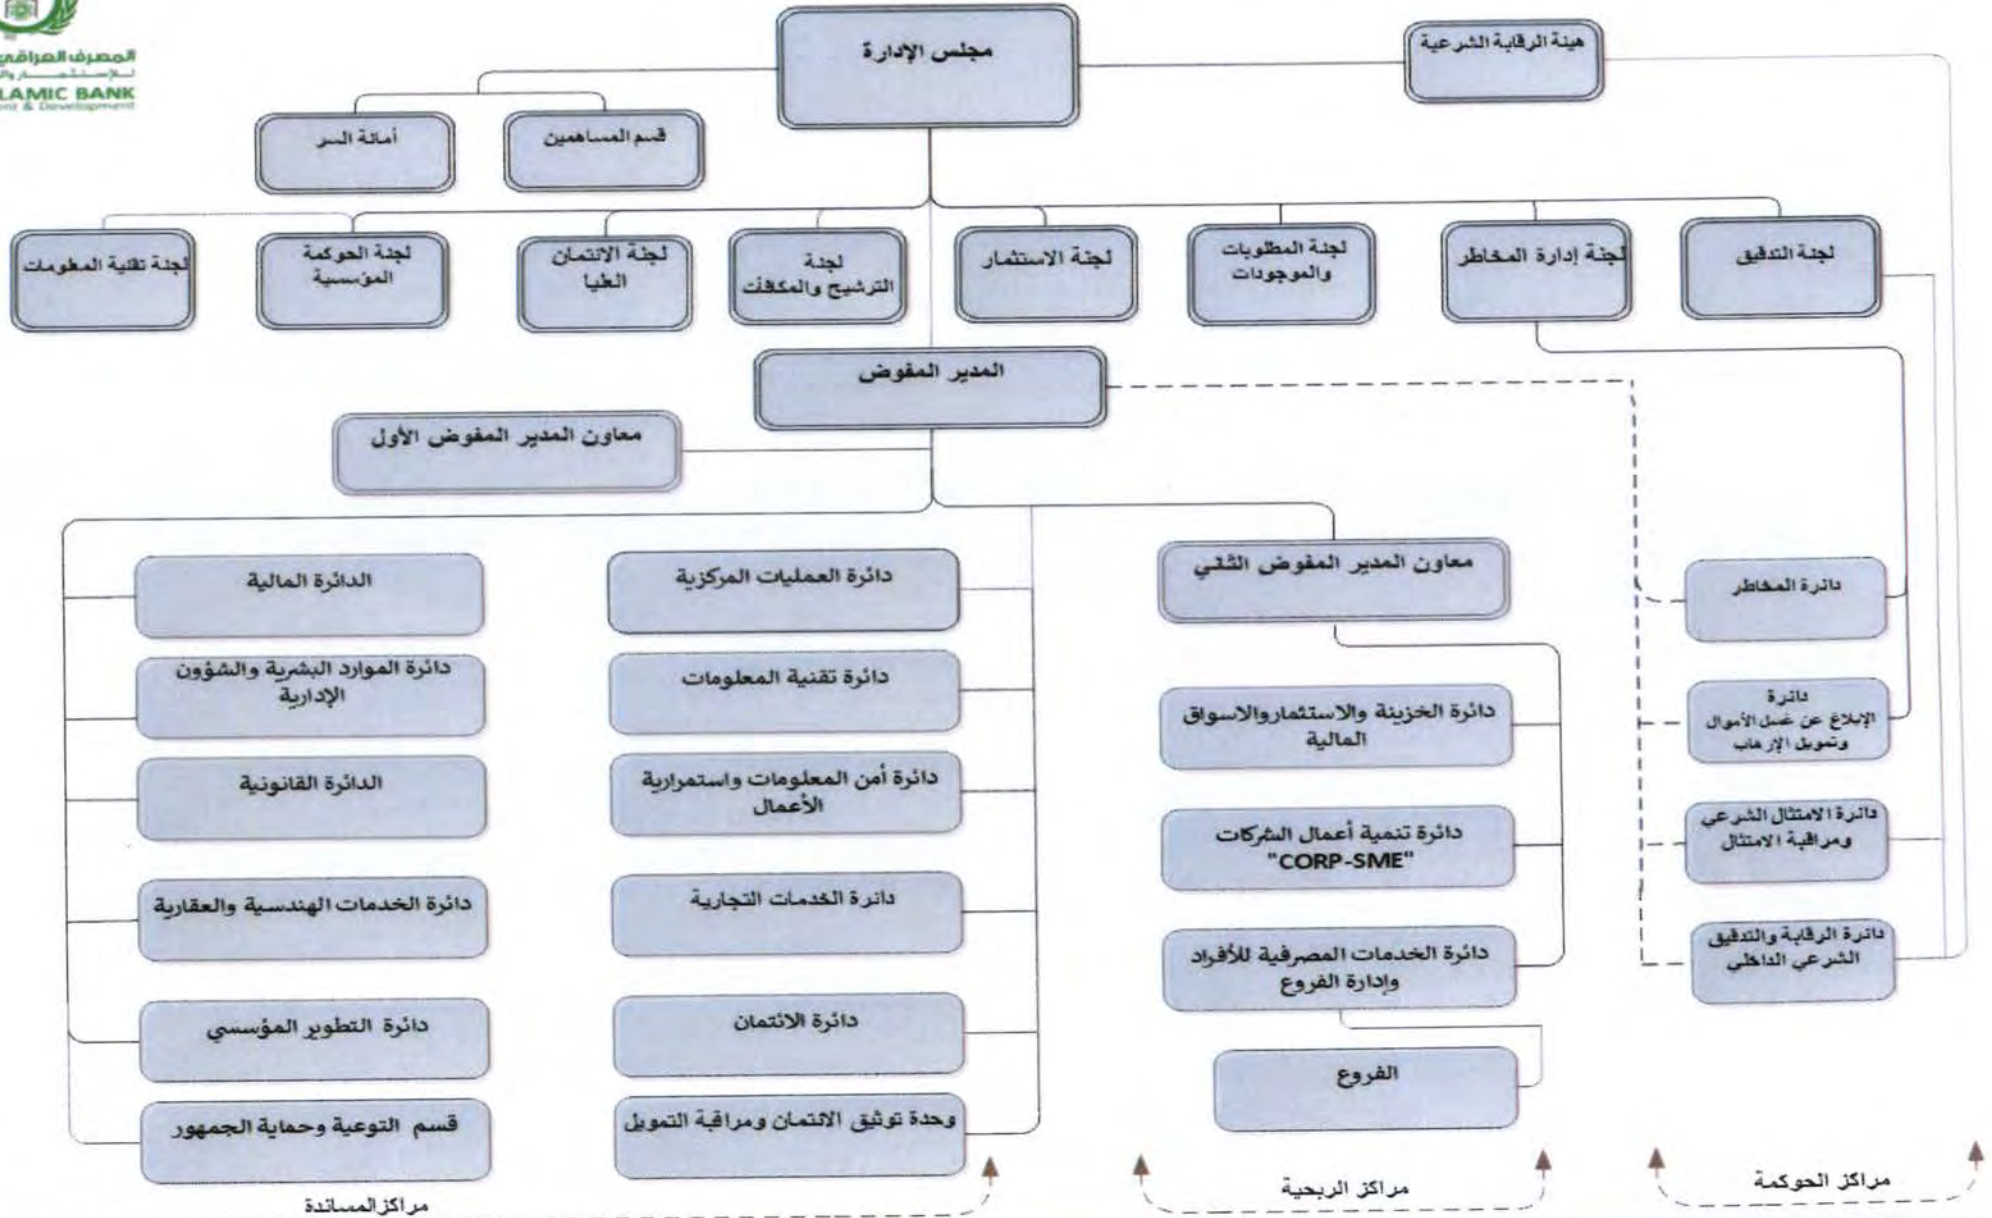 المصرف العراقي
LAMIC BANK
nt & Development
مجلس الإدارة
هيئة الرقابة الشرعية
قسم المساهمين
أمانة السر
لجنة التدقيق
لجنة إدارة المخاطر
لجنة المطلوبات
والموجودات
لجنة الاستثمار
لجنة
الترشيح والمكافئت
لجنة الائتمان
العليا
لجنة الحوكمة
المؤسسية
لجنة تقنية المعلومات
المدير المفوض
معاون المدير المفوض الأول
معاون المدير المفوض الثاني
دائرة المخاطر
دائرة
الإبلاغ عن غسل الأموال
وتمويل الإرهاب
دائرة الامتثال الشرعي
ومراقبة الامتثال
دائرة الرقابة والتدقيق
الشرعي الداخلي
دائرة الخزينة والاستثمار والاسواق
المالية
دائرة تنمية أعمال الشركات
"CORP-SME"
دائرة الخدمات المصرفية للأفراد
وإدارة الفروع
الفروع
دائرة العمليات المركزية
دائرة تقنية المعلومات
دائرة أمن المعلومات واستمرارية
الأعمال
دائرة الخدمات التجارية
دائرة الائتمان
وحدة توثيق الائتمان ومراقبة التمويل
الدائرة المالية
دائرة الموارد البشرية والشؤون
الإدارية
الدائرة القانونية
دائرة الخدمات الهندسية والعقارية
دائرة التطوير المؤسسي
قسم التوعية وحماية الجمهور
مراكز الحوكمة
مراكز الربحية
مراكز المساندة